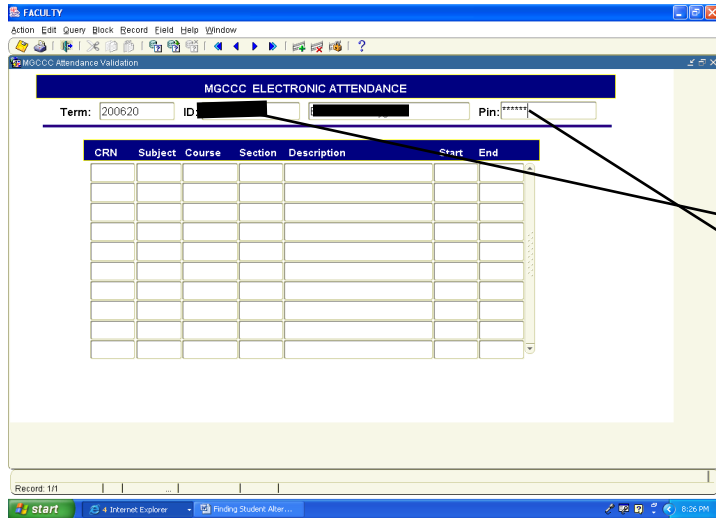 FACULTY
Action Edit Query Block Record Field Help Window
MGCCC Attendance Validation
MGCCC ELECTRONIC ATTENDANCE
Term: 200620 ID: Pin: ******
CRN Subject Course Section Description Start End
Record: 1/1 ...
start 4 Internet Explorer Finding Student Alter... 8:26 PM